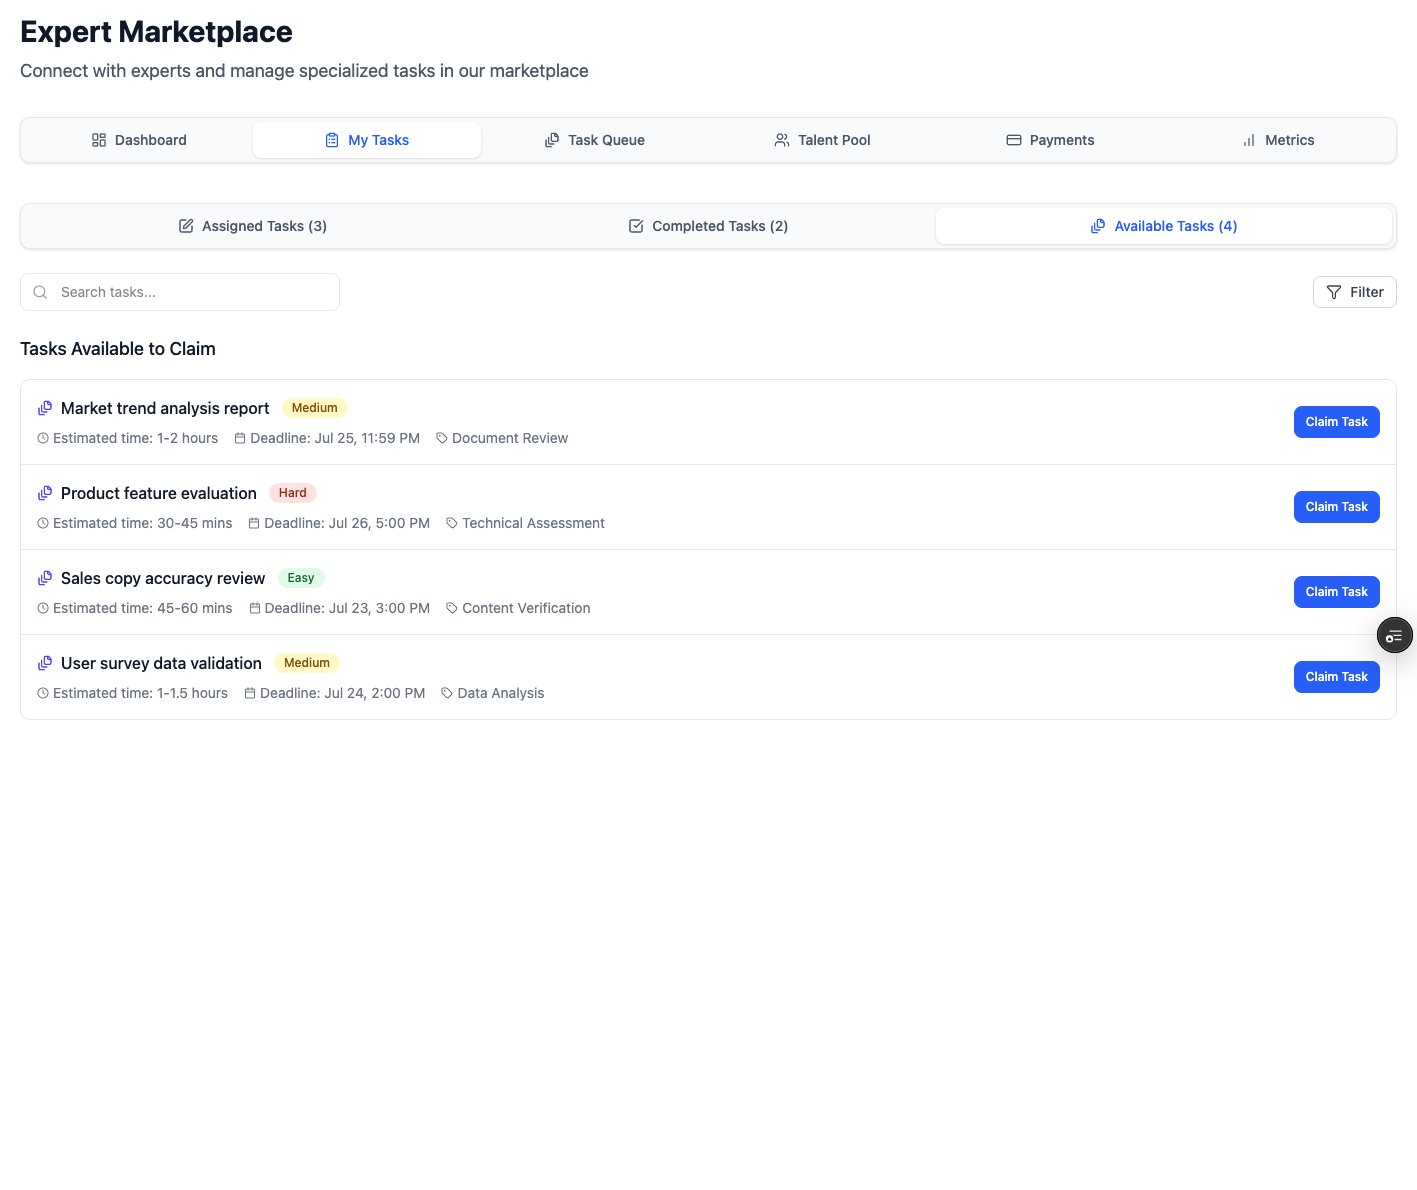 Expert Marketplace
Connect with experts and manage specialized tasks in our marketplace
Dashboard My Tasks Task Queue Talent Pool Payments Metrics
Assigned Tasks (3) Completed Tasks (2) Available Tasks (4)
Search tasks... Filter
Tasks Available to Claim
Market trend analysis report Medium
Estimated time: 1-2 hours Deadline: Jul 25, 11:59 PM Document Review
Claim Task
Product feature evaluation Hard
Estimated time: 30-45 mins Deadline: Jul 26, 5:00 PM Technical Assessment
Claim Task
Sales copy accuracy review Easy
Estimated time: 45-60 mins Deadline: Jul 23, 3:00 PM Content Verification
Claim Task
User survey data validation Medium
Estimated time: 1-1.5 hours Deadline: Jul 24, 2:00 PM Data Analysis
Claim Task